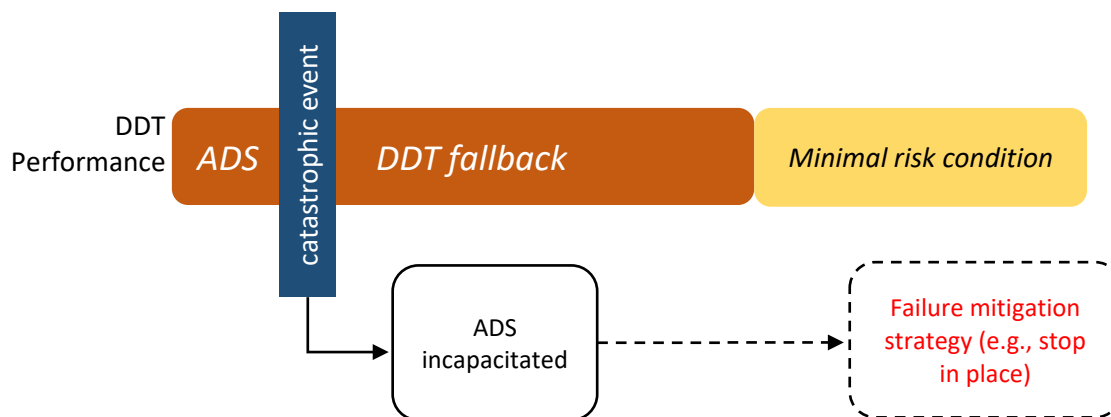 catastrophic event
DDT
Performance
ADS
DDT fallback
Minimal risk condition
ADS
incapacitated
Failure mitigation
strategy (e.g., stop
in place)